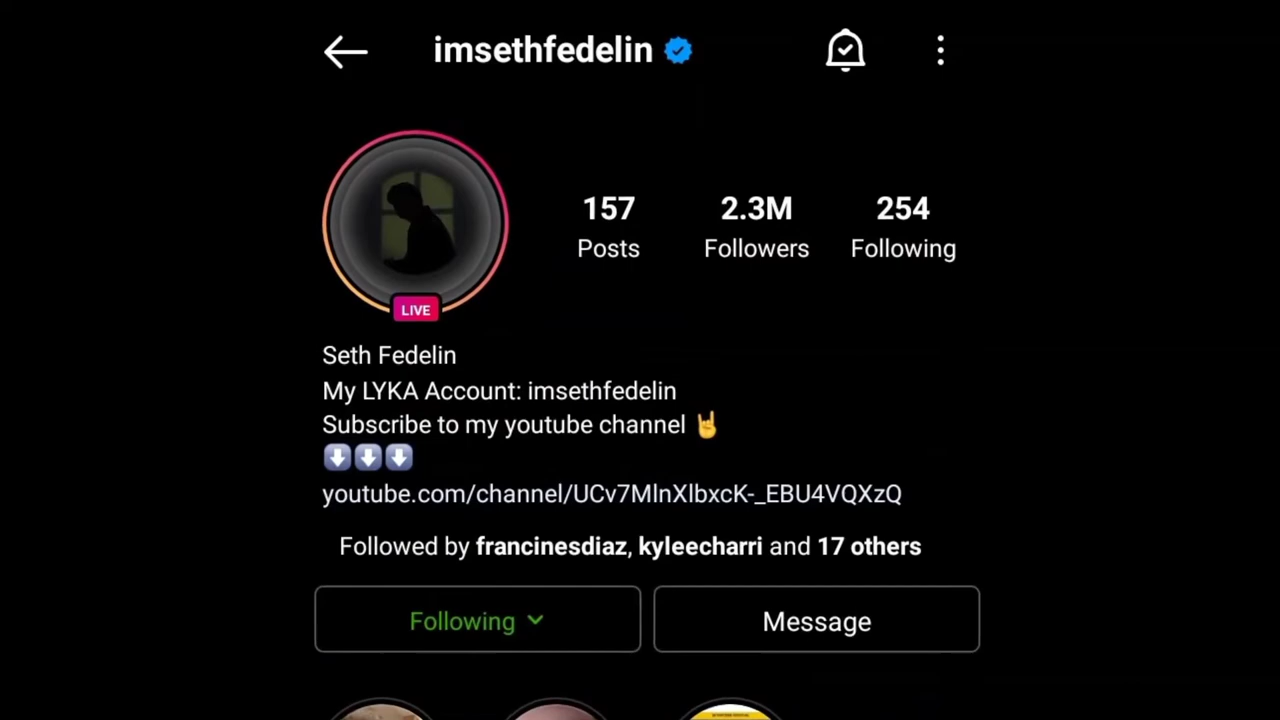 imsethfedelin
157
2.3M
254
Posts
Followers
Following
LIVE
Seth Fedelin
My LYKA Account: imsethfedelin
Subscribe to my youtube channel 🤘
⬇️⬇️⬇️
youtube.com/channel/UCv7MlnXlbxcK-_EBU4VQXzQ
Followed by francinesdiaz, kyleecharri and 17 others
Following
Message